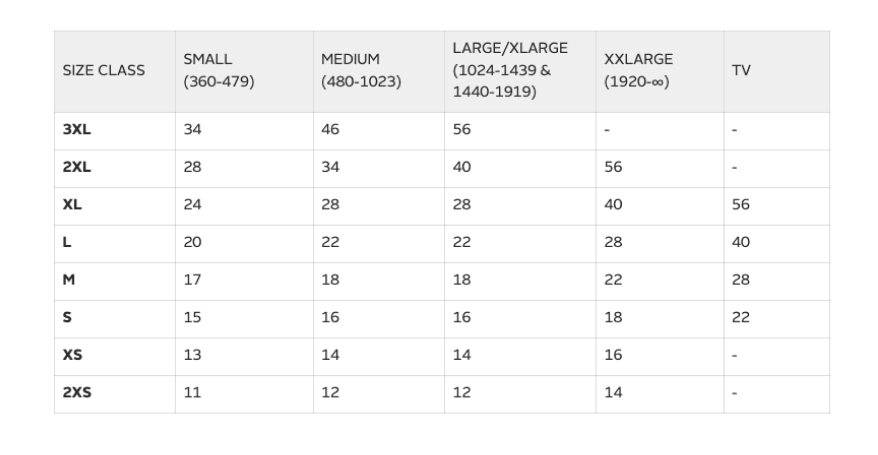 SIZE CLASS SMALL (360-479) MEDIUM (480-1023) LARGE/XLARGE (1024-1439 & 1440-1919) XXLARGE (1920-∞) TV
3XL 34 46 56 - -
2XL 28 34 40 56 -
XL 24 28 28 40 56
L 20 22 22 28 40
M 17 18 18 22 28
S 15 16 16 18 22
XS 13 14 14 16 -
2XS 11 12 12 14 -